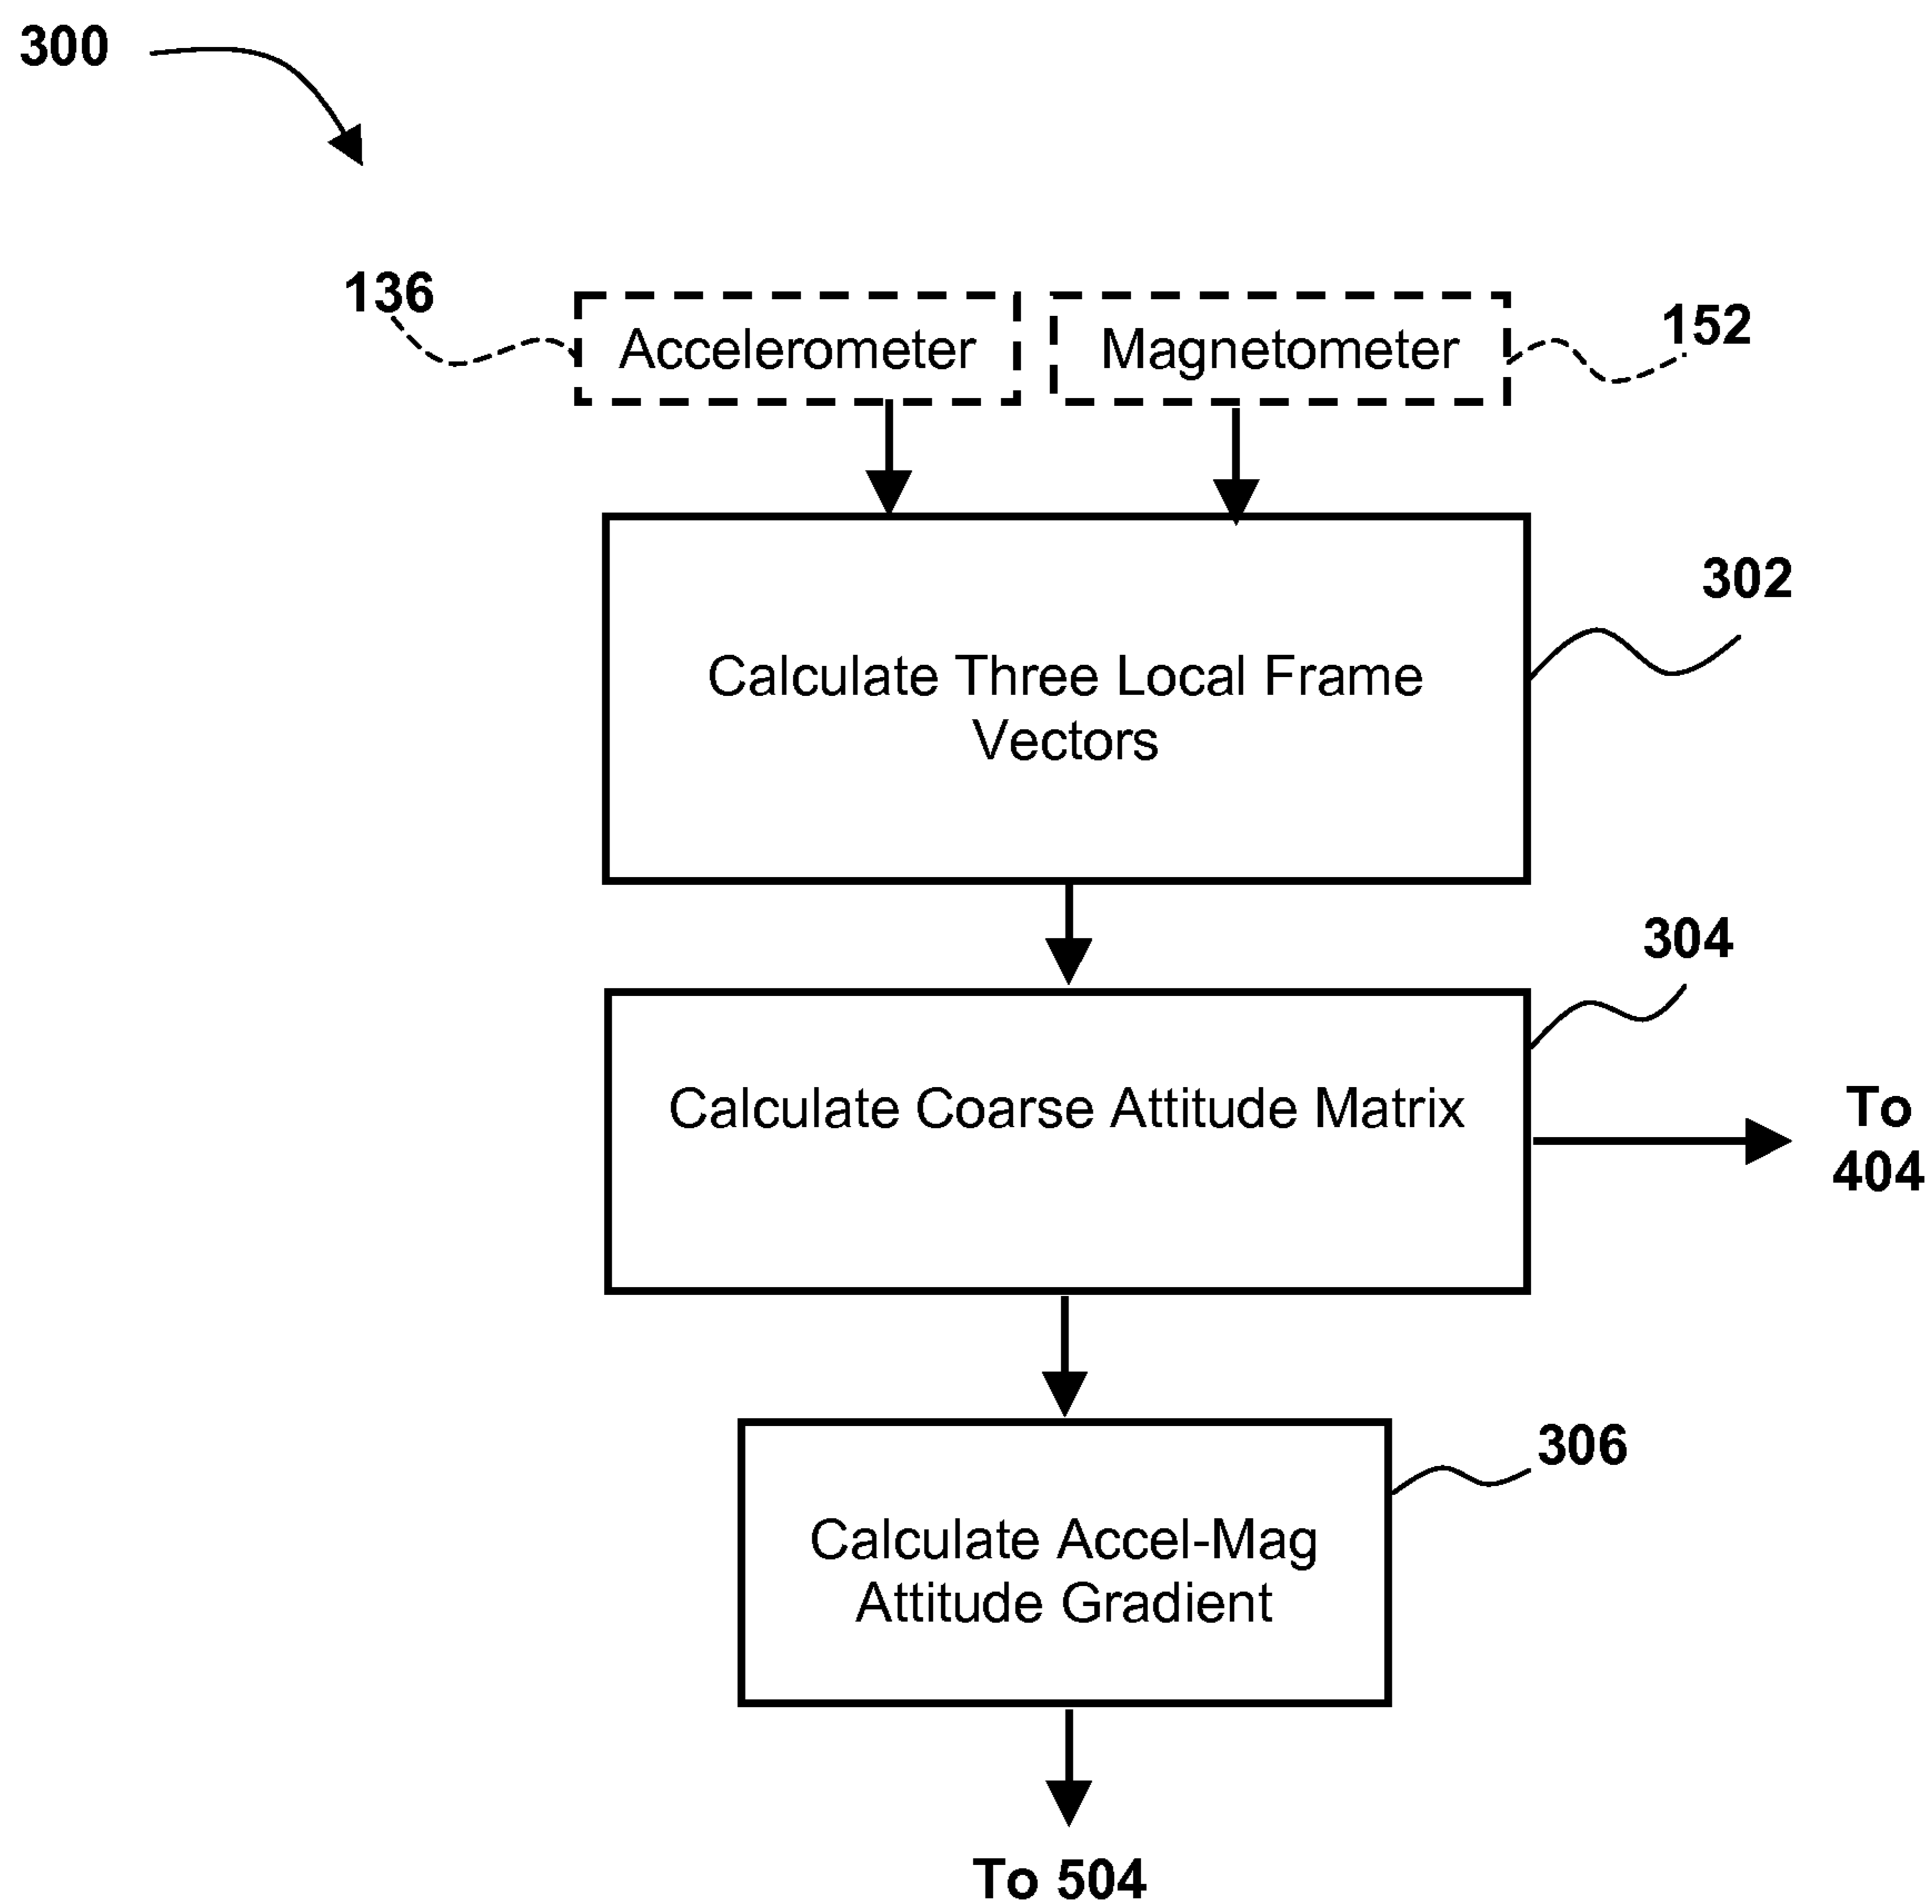 300
136
Accelerometer
Magnetometer
152
302
Calculate Three Local Frame
Vectors
304
Calculate Coarse Attitude Matrix
To
404
306
Calculate Accel-Mag
Attitude Gradient
To 504